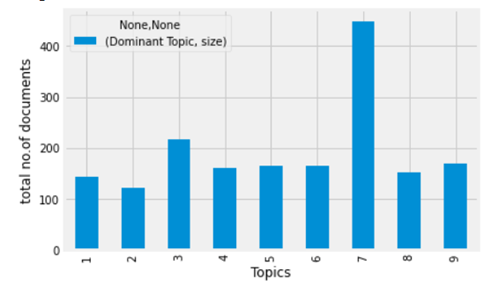 None,None
(Dominant Topic, size)
total no.of documents
400
300
200
100
0
1 2 3 4 5 6 7 8 9
Topics